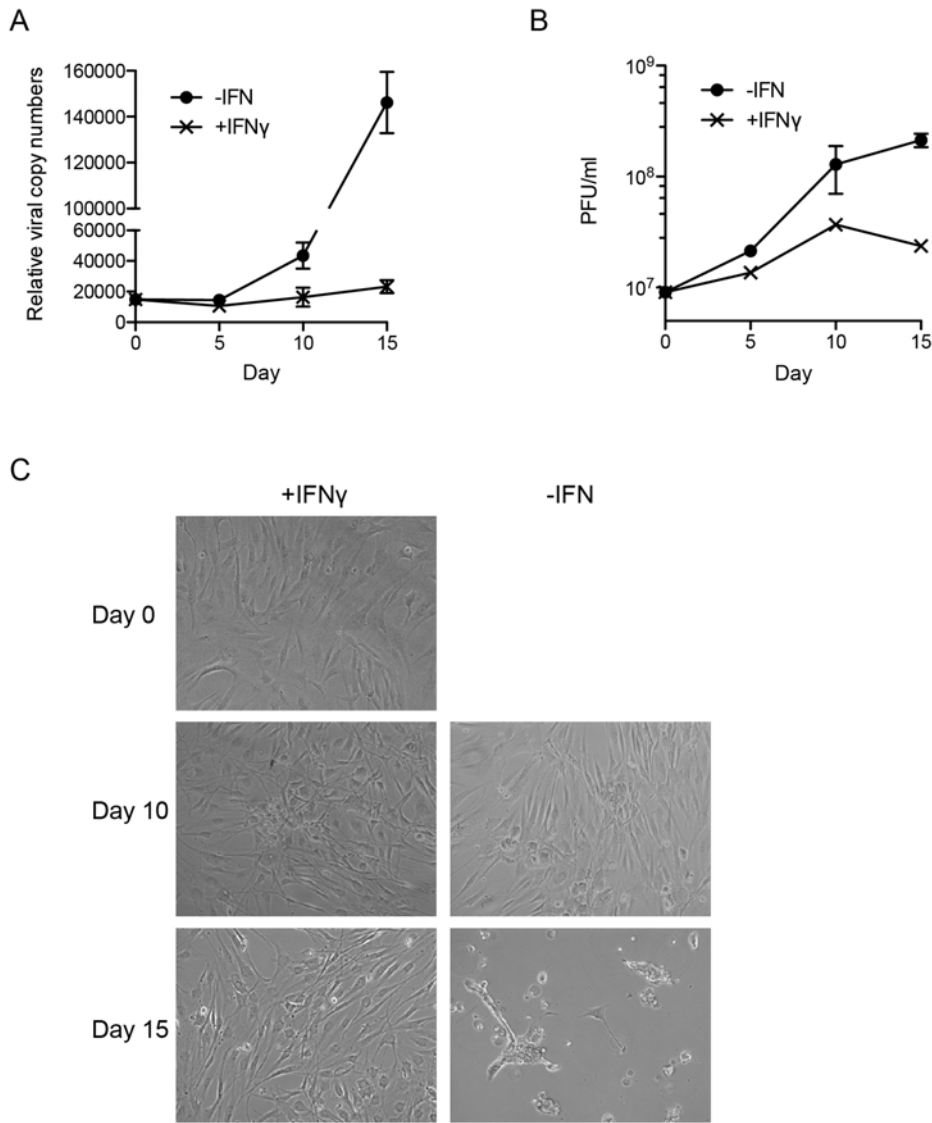 A
Relative viral copy numbers
160000
140000
120000
100000
60000
40000
20000
0
-IFN
+IFNγ
0 5 10 15
Day
B
PFU/ml
10⁹
10⁸
10⁷
-IFN
+IFNγ
0 5 10 15
Day
C
+IFNγ -IFN
Day 0
Day 10
Day 15